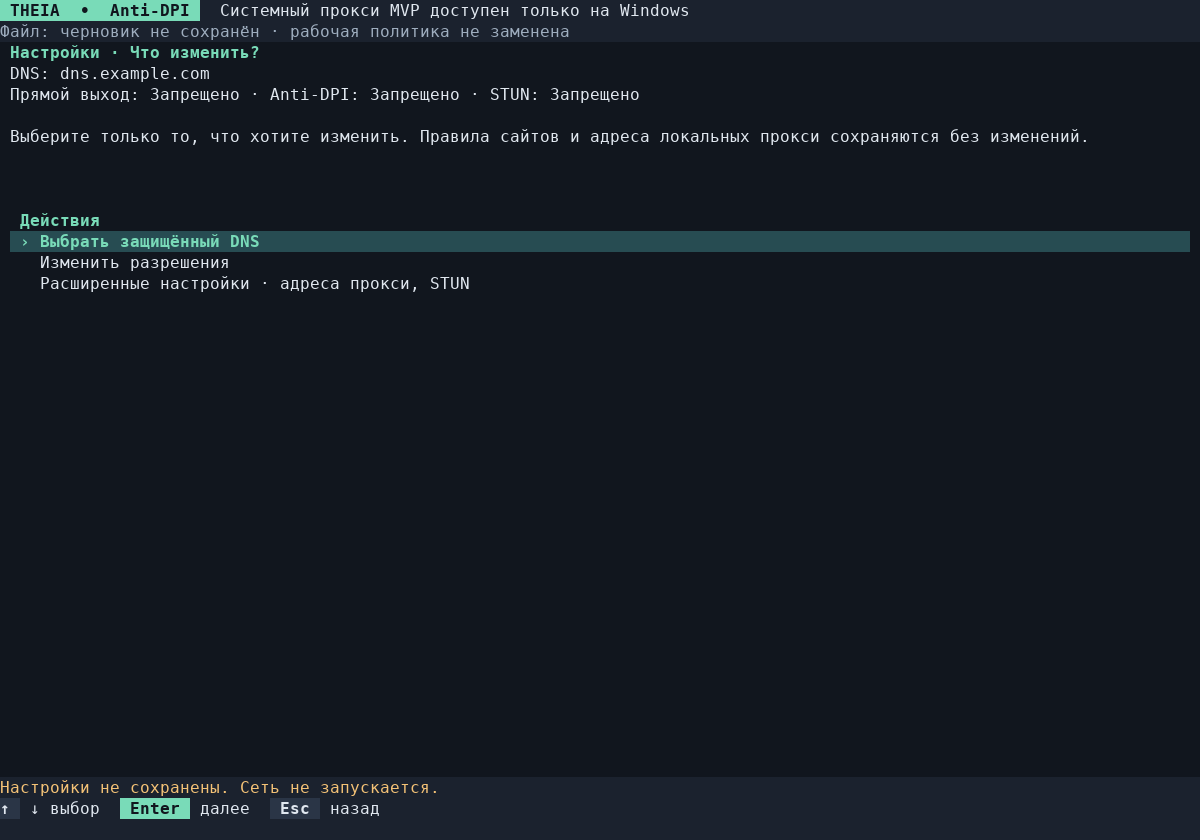 THEIA • Anti-DPI Системный прокси MVP доступен только на Windows
Файл: черновик не сохранён · рабочая политика не заменена
Настройки · Что изменить?
DNS: dns.example.com
Прямой выход: Запрещено · Anti-DPI: Запрещено · STUN: Запрещено
Выберите только то, что хотите изменить. Правила сайтов и адреса локальных прокси сохраняются без изменений.
Действия
› Выбрать защищённый DNS
Изменить разрешения
Расширенные настройки · адреса прокси, STUN
Настройки не сохранены. Сеть не запускается.
↑ ↓ выбор Enter далее Esc назад